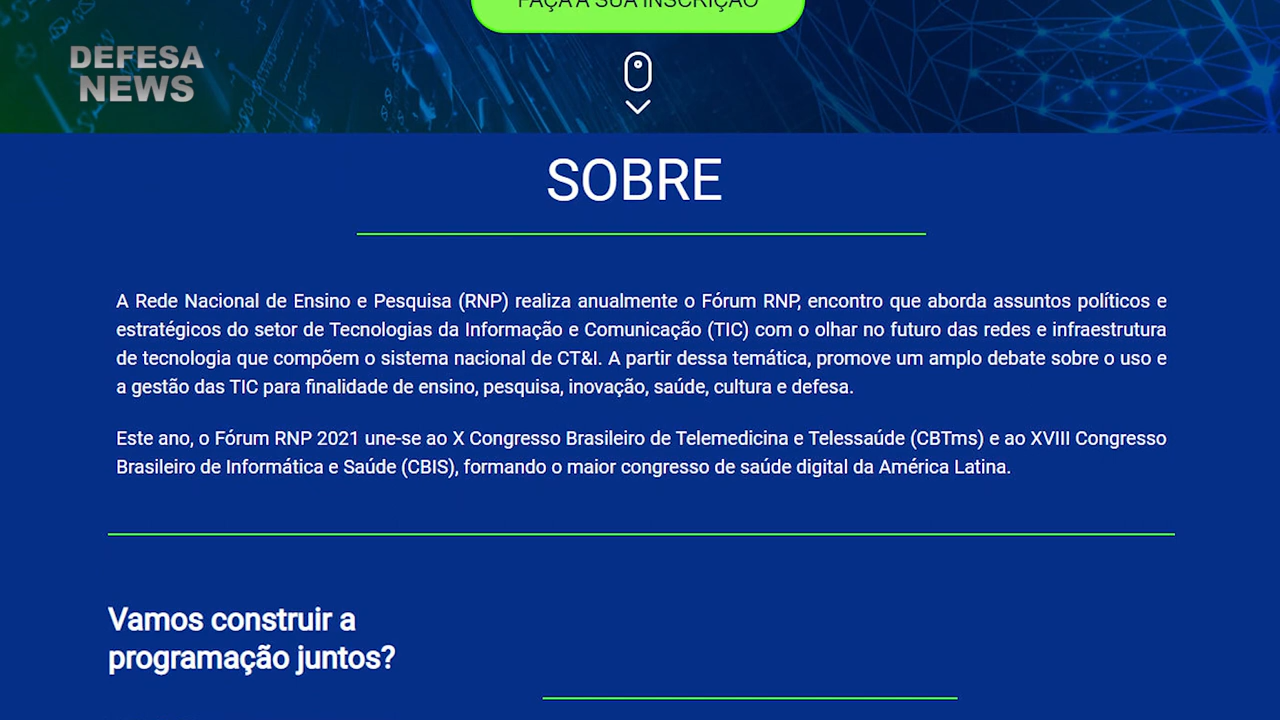 FAÇA A SUA INSCRIÇÃO
DEFESA
NEWS
SOBRE
A Rede Nacional de Ensino e Pesquisa (RNP) realiza anualmente o Fórum RNP, encontro que aborda assuntos políticos e
estratégicos do setor de Tecnologias da Informação e Comunicação (TIC) com o olhar no futuro das redes e infraestrutura
de tecnologia que compõem o sistema nacional de CT&I. A partir dessa temática, promove um amplo debate sobre o uso e
a gestão das TIC para finalidade de ensino, pesquisa, inovação, saúde, cultura e defesa.
Este ano, o Fórum RNP 2021 une-se ao X Congresso Brasileiro de Telemedicina e Telessaúde (CBTms) e ao XVIII Congresso
Brasileiro de Informática e Saúde (CBIS), formando o maior congresso de saúde digital da América Latina.
Vamos construir a
programação juntos?